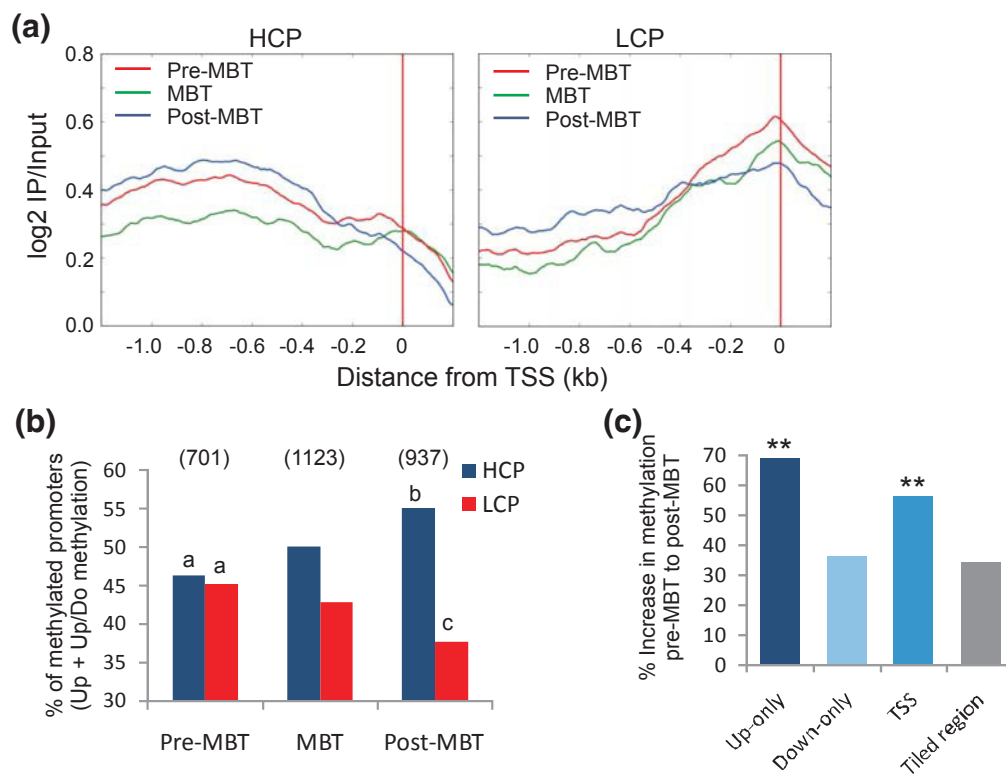 (a)
HCP
LCP
log2 IP/Input
0.8
0.6
0.4
0.2
0.0
Pre-MBT
MBT
Post-MBT
Pre-MBT
MBT
Post-MBT
-1.0 -0.8 -0.6 -0.4 -0.2 0
-1.0 -0.8 -0.6 -0.4 -0.2 0
Distance from TSS (kb)
(b)
% of methylated promoters
(Up + Up/Do methylation)
(701) (1123) (937)
60
55
50
45
40
35
30
HCP
LCP
a a
b
c
Pre-MBT MBT Post-MBT
(c)
% Increase in methylation
pre-MBT to post-MBT
70
60
50
40
30
20
10
0
**
**
Up-only
Down-only
TSS
Tiled region